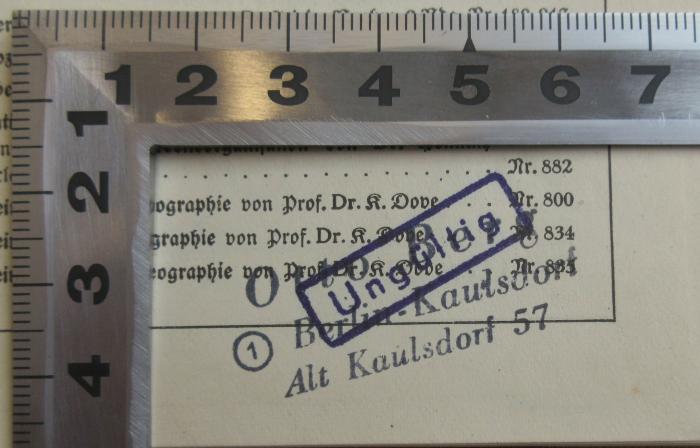 1 2 3 4 5 6 7
1
2
3
4
Nr. 882
ographie von Prof. Dr. K. Dove . . Nr. 800
graphie von Prof. Dr. K. Dove . . Nr. 834
eographie von Prof. Dr. K. Dove . . Nr. 835
Ungültig
Otto
Berlin-Kaulsdorf
1
Alt Kaulsdorf 57